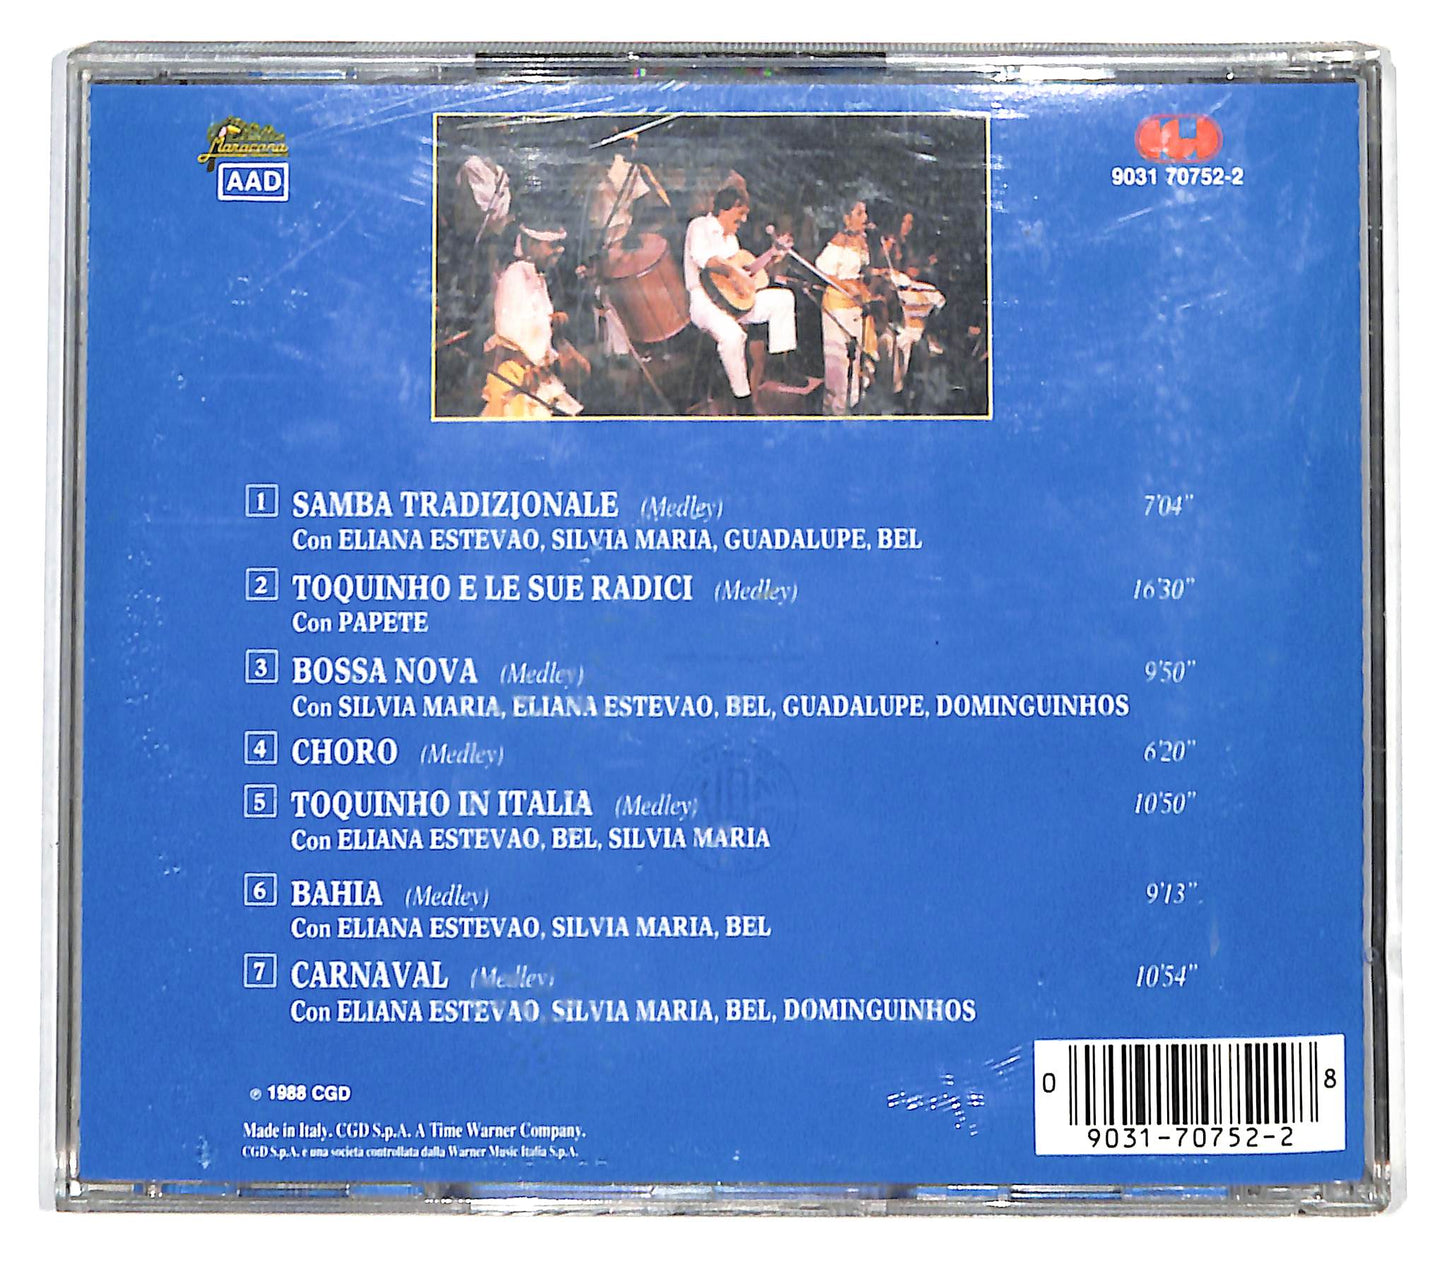 Maracana
AAD
9031 70752-2
1 SAMBA TRADIZIONALE (Medley) 7'04"
Con ELIANA ESTEVAO, SILVIA MARIA, GUADALUPE, BEL
2 TOQUINHO E LE SUE RADICI (Medley) 16'30"
Con PAPETE
3 BOSSA NOVA (Medley) 9'50"
Con SILVIA MARIA, ELIANA ESTEVAO, BEL, GUADALUPE, DOMINGUINHOS
4 CHORO (Medley) 6'20"
5 TOQUINHO IN ITALIA (Medley) 10'50"
Con ELIANA ESTEVAO, BEL, SILVIA MARIA
6 BAHIA (Medley) 9'13"
Con ELIANA ESTEVAO, SILVIA MARIA, BEL
7 CARNAVAL (Medley) 10'54"
Con ELIANA ESTEVAO, SILVIA MARIA, BEL, DOMINGUINHOS
℗ 1988 CGD
Made in Italy. CGD S.p.A. A Time Warner Company.
CGD S.p.A. è una società controllata dalla Warner Music Italia S.p.A.
0 9031-70752-2 8